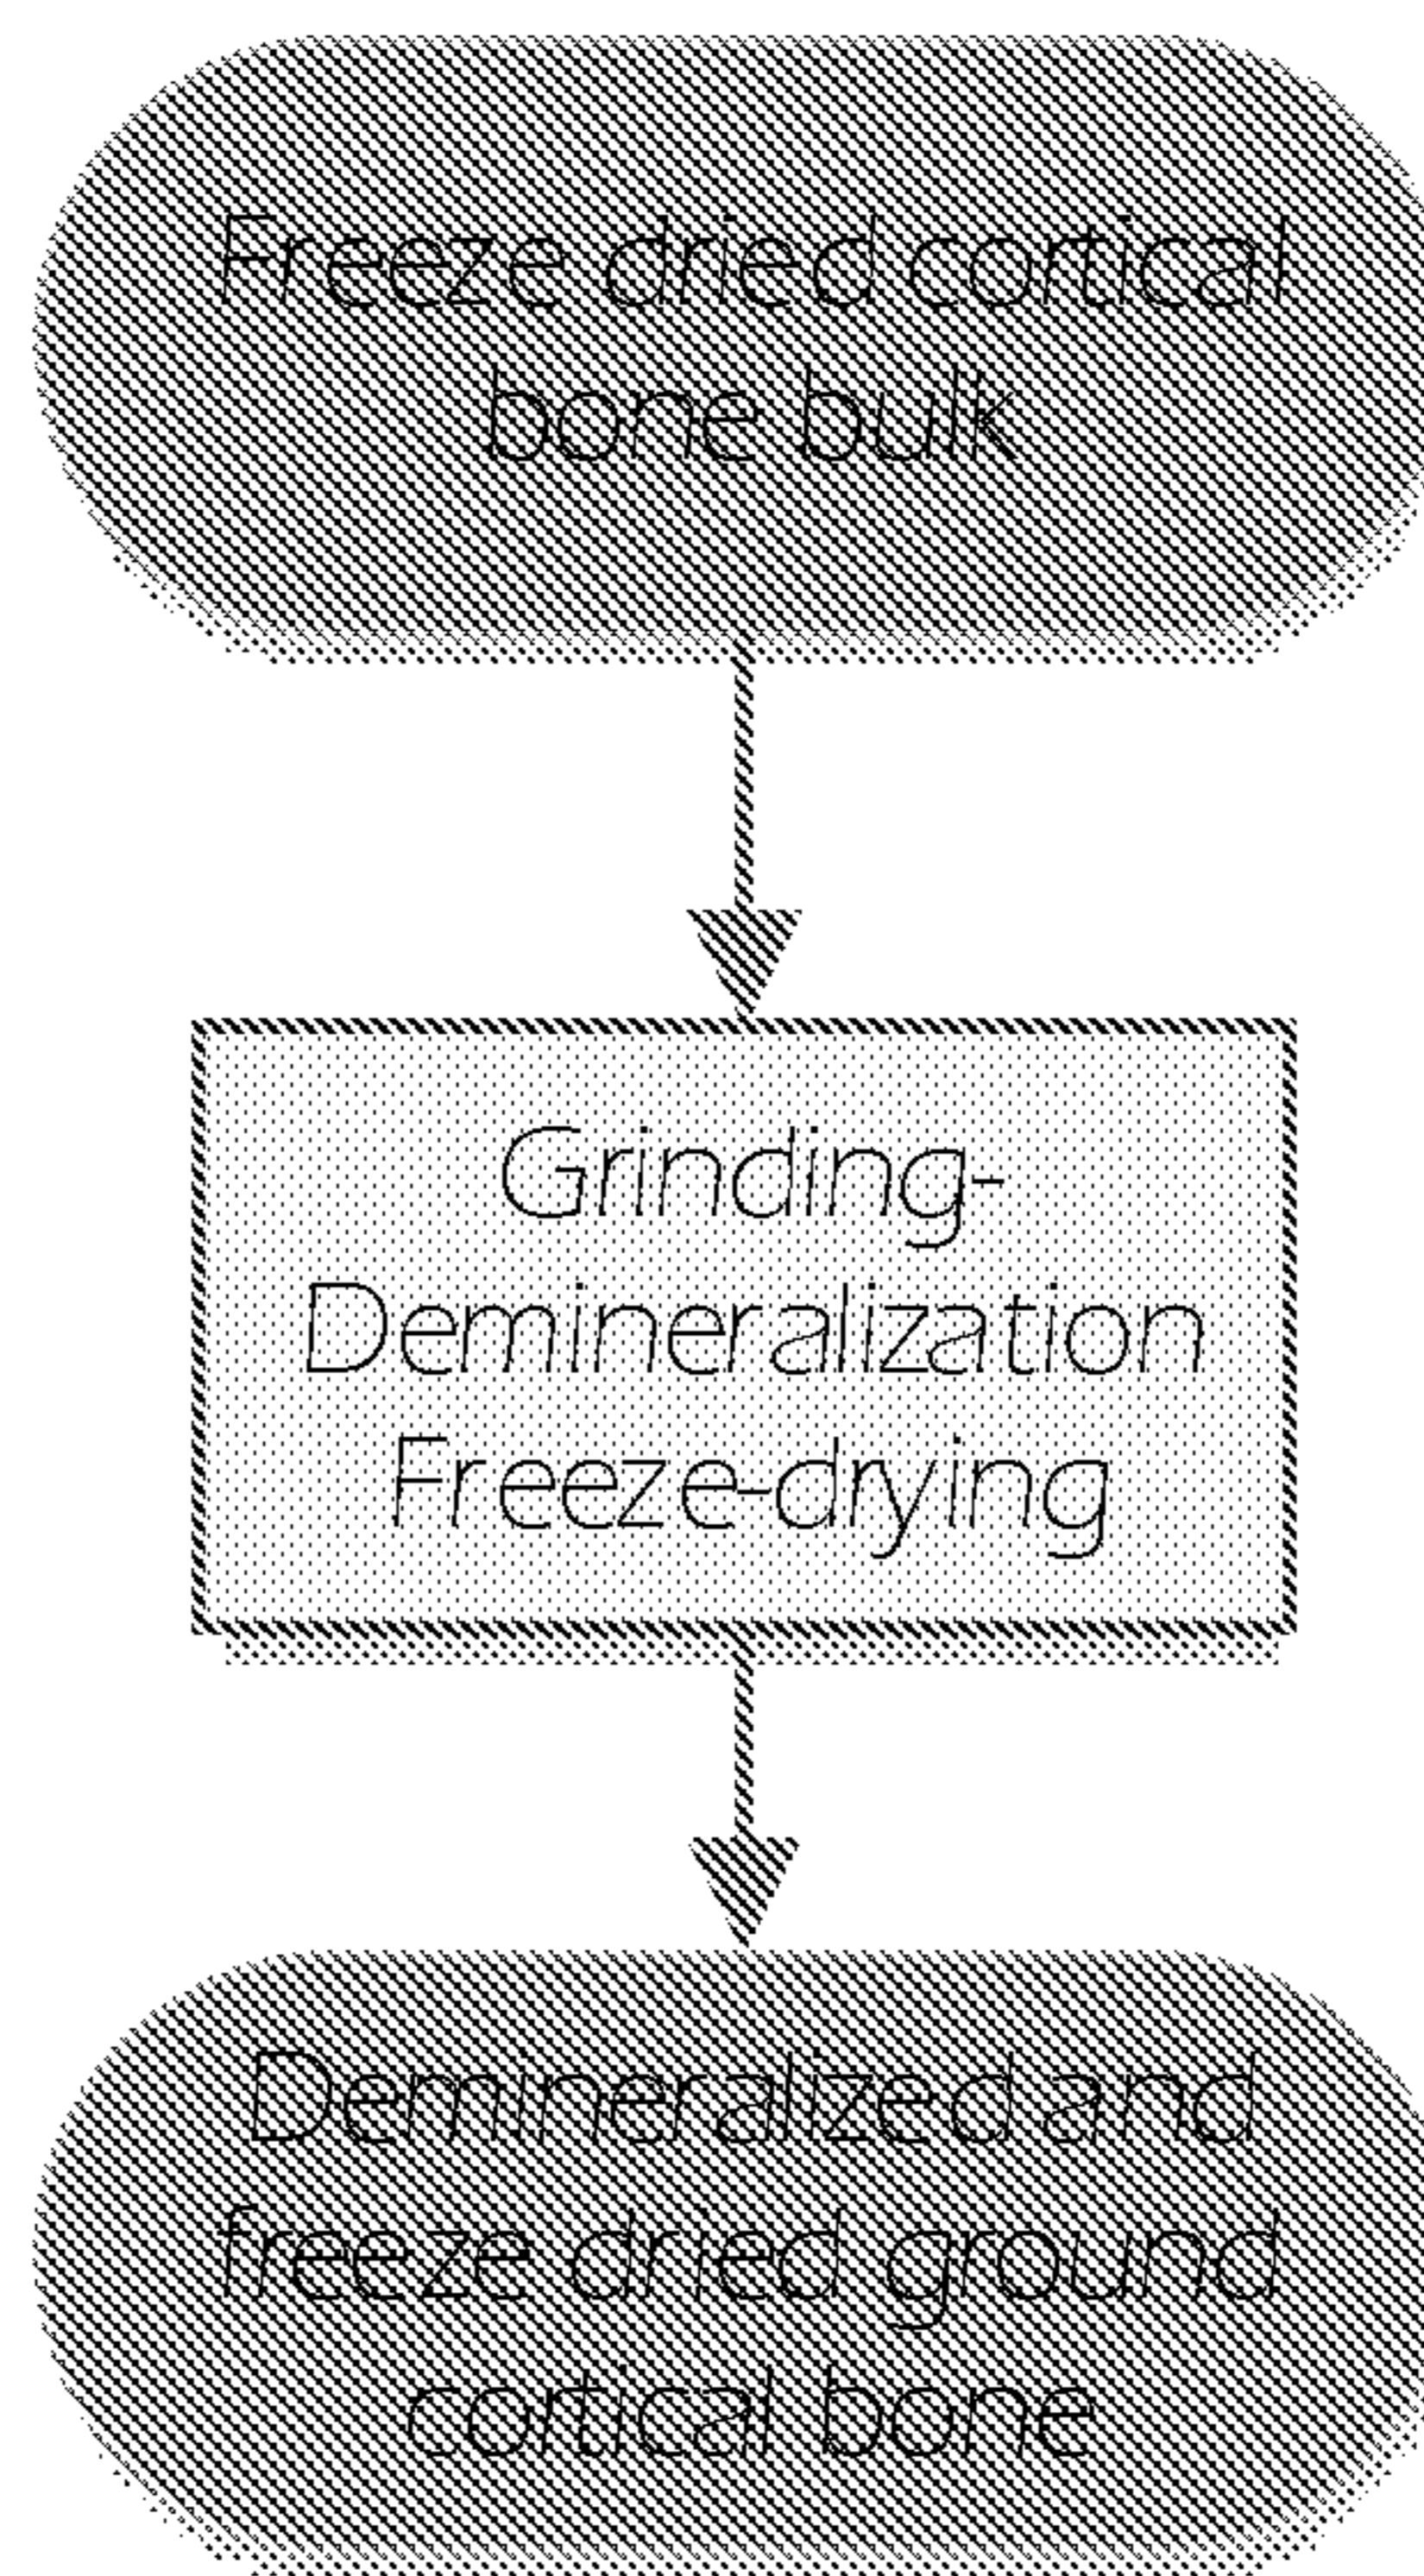 Freeze dried cortical
bone bulk
Grinding-
Demineralization
Freeze-drying
Demineralized and
freeze dried ground
cortical bone